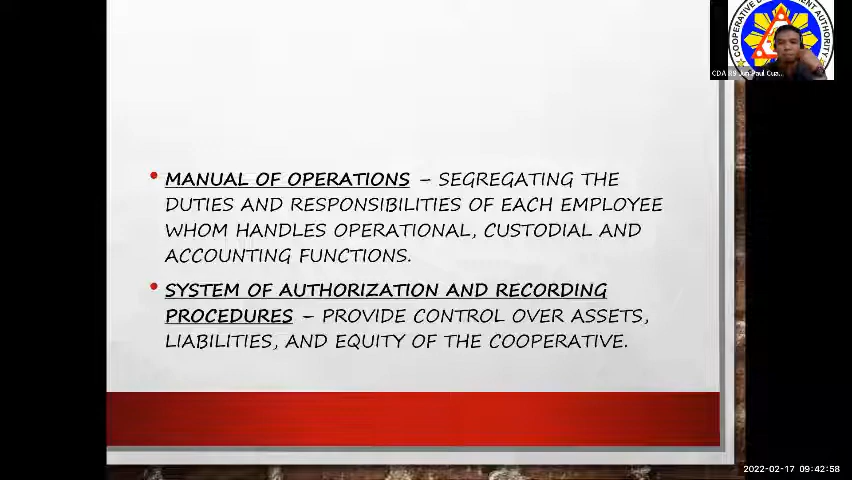 COOPERATIVE DEVELOPMENT AUTHORITY
• MANUAL OF OPERATIONS – SEGREGATING THE
DUTIES AND RESPONSIBILITIES OF EACH EMPLOYEE
WHOM HANDLES OPERATIONAL, CUSTODIAL AND
ACCOUNTING FUNCTIONS.
• SYSTEM OF AUTHORIZATION AND RECORDING
PROCEDURES – PROVIDE CONTROL OVER ASSETS,
LIABILITIES, AND EQUITY OF THE COOPERATIVE.
2022-02-17 09:42:58